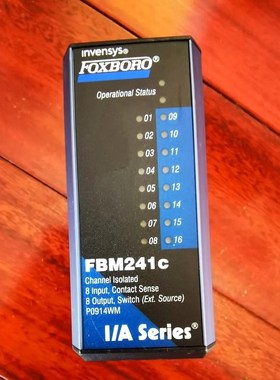 invensys®
FOXBORO®
Operational Status
01 09
02 10
03 11
04 12
05 13
06 14
07 15
08 16
FBM241c
Channel Isolated
8 Input, Contact Sense
8 Output, Switch (Ext. Source)
P0914WM
I/A Series®